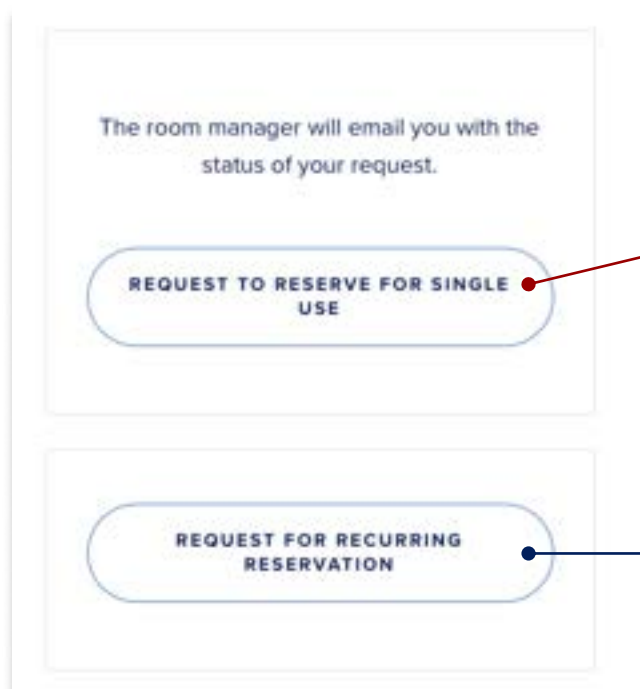 The room manager will email you with the
status of your request.
REQUEST TO RESERVE FOR SINGLE
USE
REQUEST FOR RECURRING
RESERVATION